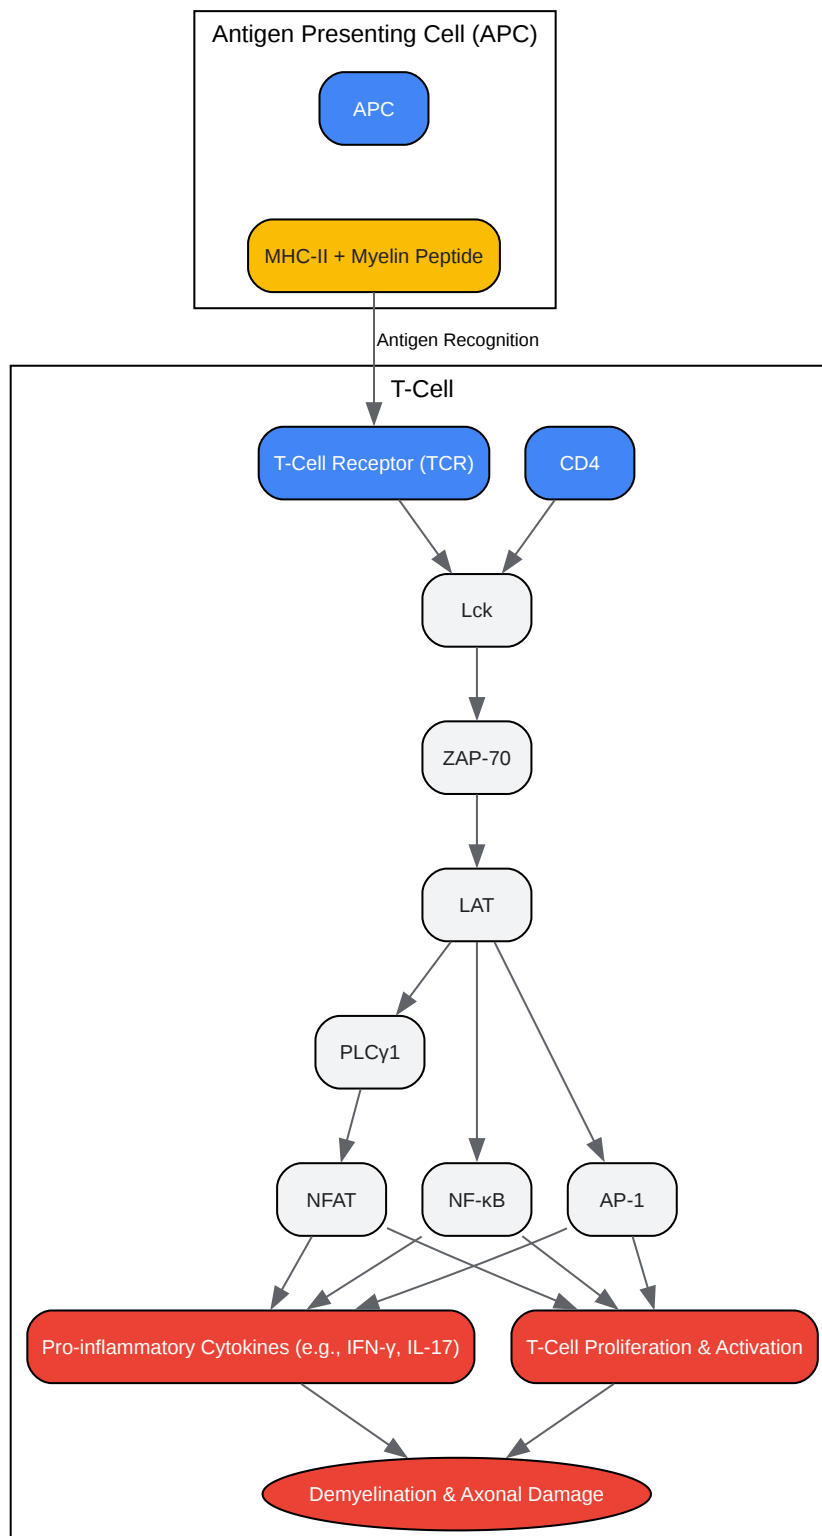 Antigen Presenting Cell (APC)
APC
MHC-II + Myelin Peptide
Antigen Recognition
T-Cell
T-Cell Receptor (TCR)
CD4
Lck
ZAP-70
LAT
PLCγ1
NFAT
NF-κB
AP-1
Pro-inflammatory Cytokines (e.g., IFN-γ, IL-17)
T-Cell Proliferation & Activation
Demyelination & Axonal Damage